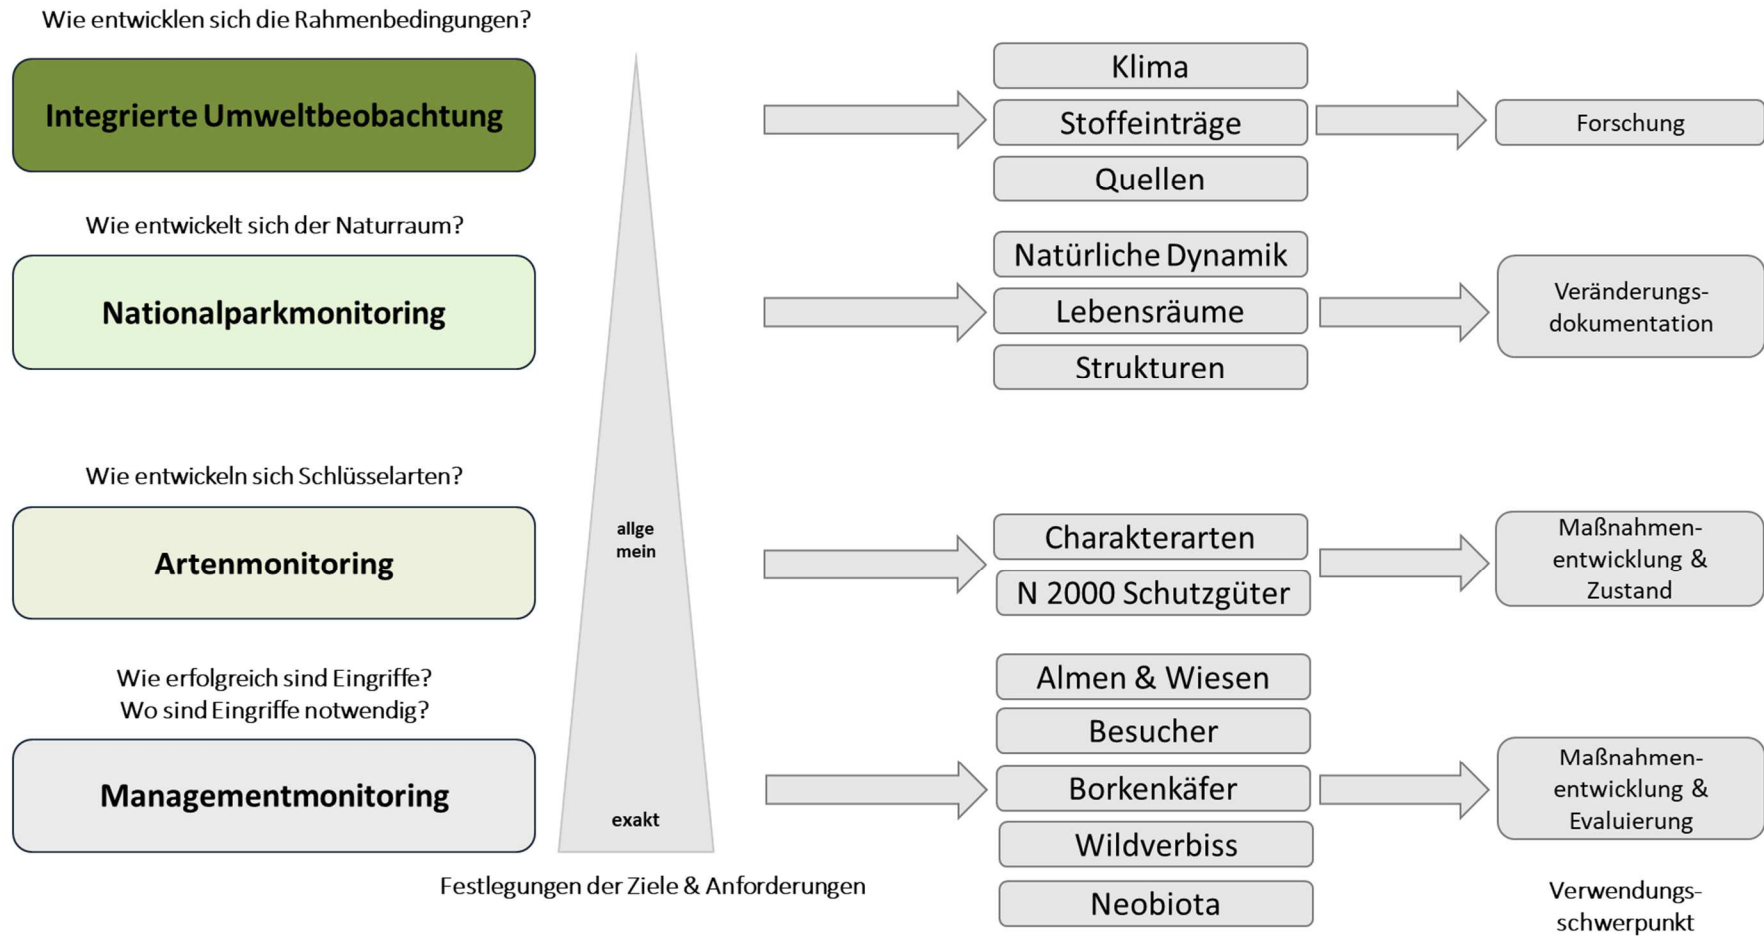 Wie entwicklen sich die Rahmenbedingungen?
Integrierte Umweltbeobachtung
Klima
Stoffeinträge
Quellen
Forschung
Wie entwickelt sich der Naturraum?
Nationalparkmonitoring
Natürliche Dynamik
Lebensräume
Strukturen
Veränderungs-
dokumentation
Wie entwickeln sich Schlüsselarten?
Artenmonitoring
allge
mein
Charakterarten
N 2000 Schutzgüter
Maßnahmen-
entwicklung &
Zustand
Wie erfolgreich sind Eingriffe?
Wo sind Eingriffe notwendig?
Managementmonitoring
exakt
Almen & Wiesen
Besucher
Borkenkäfer
Wildverbiss
Neobiota
Maßnahmen-
entwicklung &
Evaluierung
Festlegungen der Ziele & Anforderungen
Verwendungs-
schwerpunkt